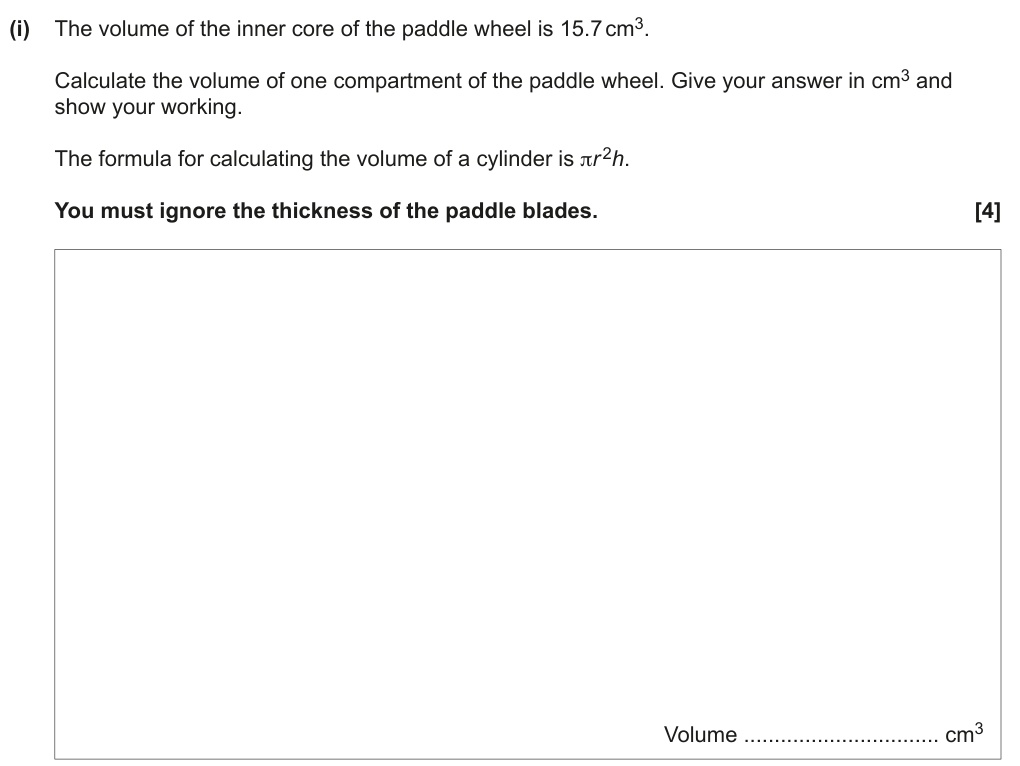 (i) The volume of the inner core of the paddle wheel is 15.7 cm³.
Calculate the volume of one compartment of the paddle wheel. Give your answer in cm³ and
show your working.
The formula for calculating the volume of a cylinder is πr²h.
You must ignore the thickness of the paddle blades. [4]
Volume ................................ cm³